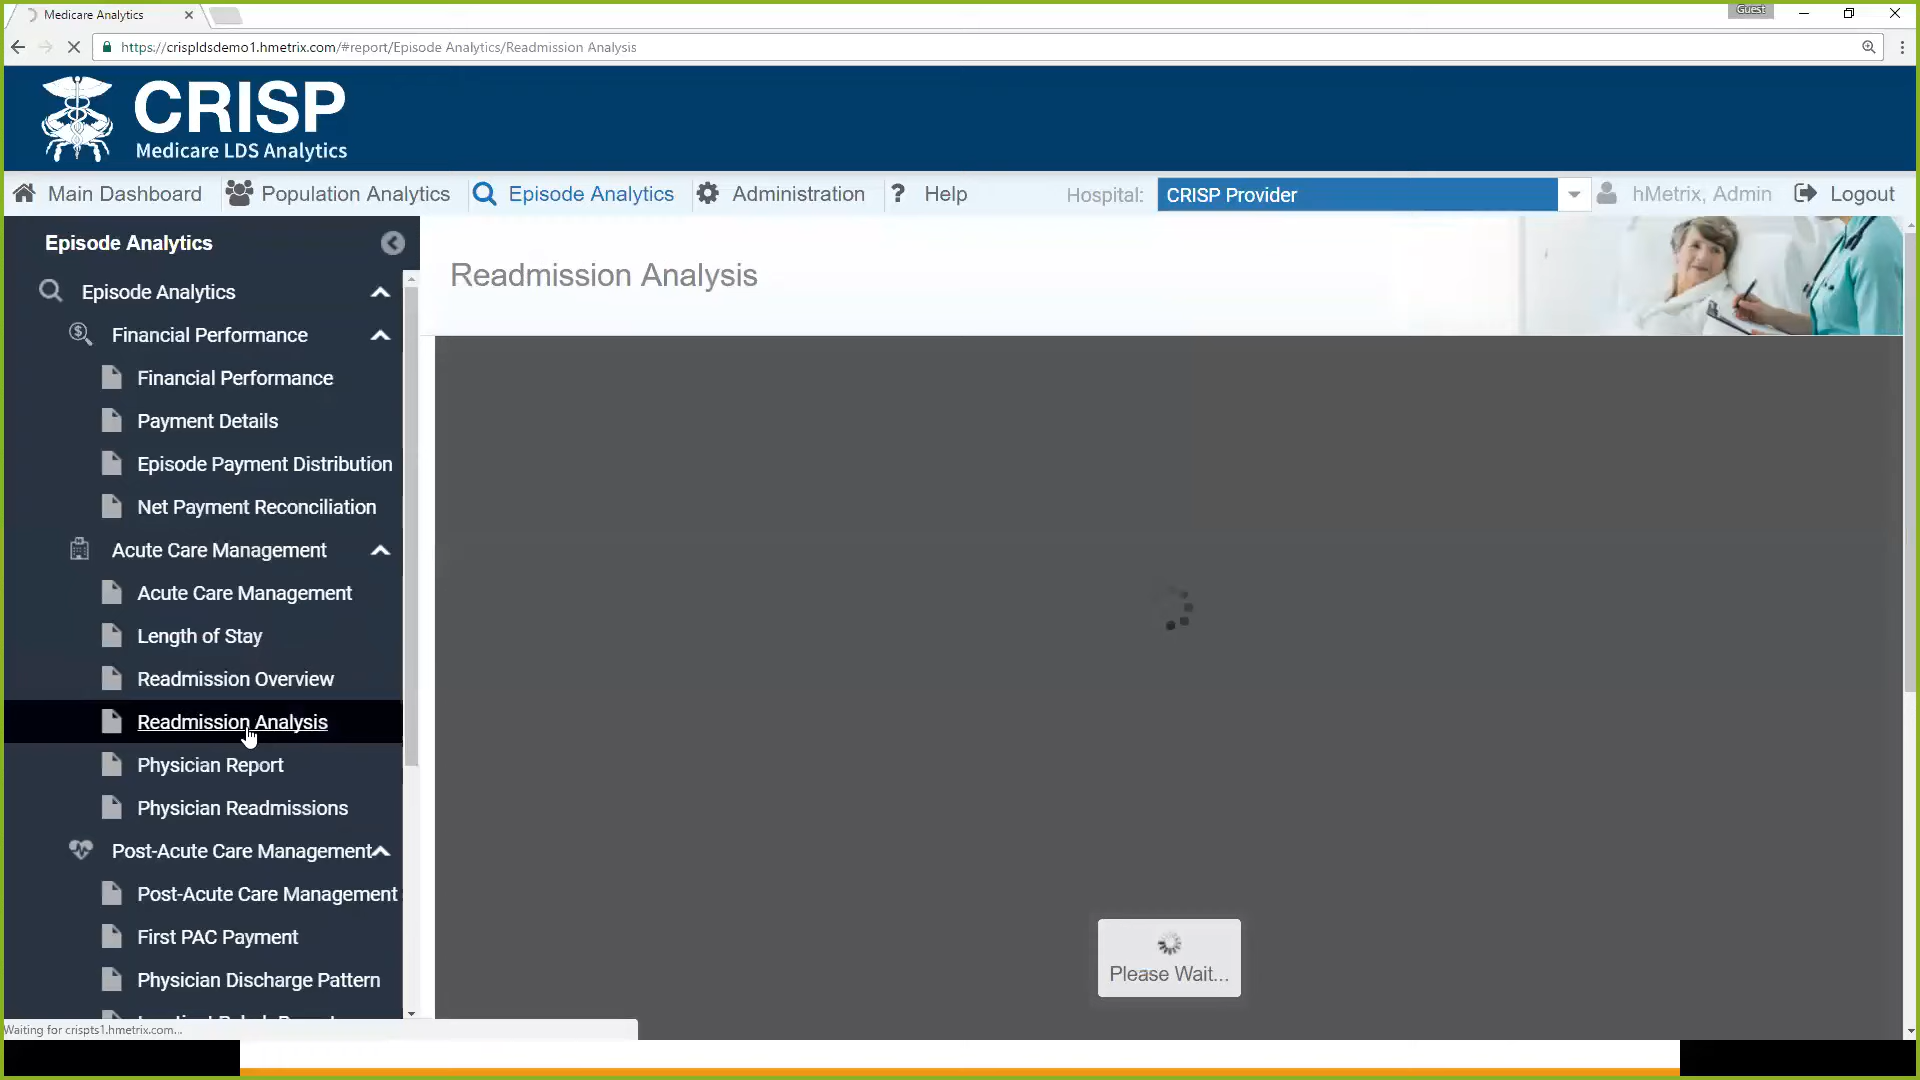 Medicare Analytics
Guest
https://crispldsdemo1.hmetrix.com/#report/Episode Analytics/Readmission Analysis
CRISP
Medicare LDS Analytics
Main Dashboard Population Analytics Episode Analytics Administration ? Help Hospital: CRISP Provider hMetrix, Admin Logout
Episode Analytics
Readmission Analysis
Episode Analytics
Financial Performance
Financial Performance
Payment Details
Episode Payment Distribution
Net Payment Reconciliation
Acute Care Management
Acute Care Management
Length of Stay
Readmission Overview
Readmission Analysis
Physician Report
Physician Readmissions
Post-Acute Care Management
Post-Acute Care Management
First PAC Payment
Physician Discharge Pattern
Please Wait...
Waiting for crispts1.hmetrix.com...